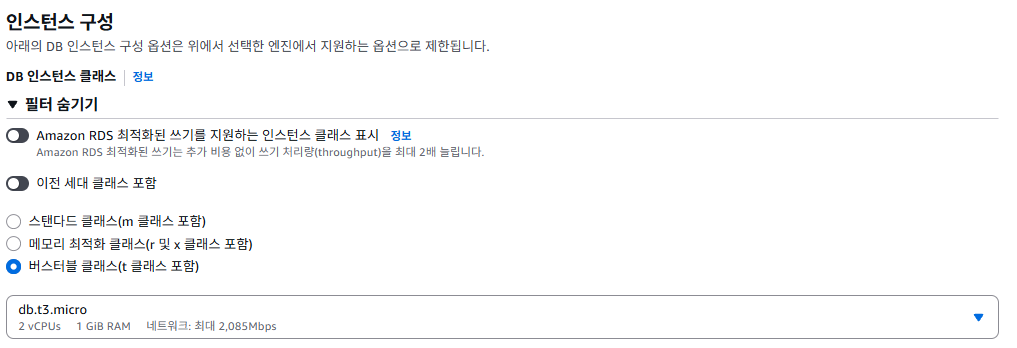 인스턴스 구성
아래의 DB 인스턴스 구성 옵션은 위에서 선택한 엔진에서 지원하는 옵션으로 제한됩니다.
DB 인스턴스 클래스 정보
필터 숨기기
Amazon RDS 최적화된 쓰기를 지원하는 인스턴스 클래스 표시 정보
Amazon RDS 최적화된 쓰기는 추가 비용 없이 쓰기 처리량(throughput)을 최대 2배 늘립니다.
이전 세대 클래스 포함
스탠다드 클래스(m 클래스 포함)
메모리 최적화 클래스(r 및 x 클래스 포함)
버스터블 클래스(t 클래스 포함)
db.t3.micro
2 vCPUs 1 GiB RAM 네트워크: 최대 2,085Mbps